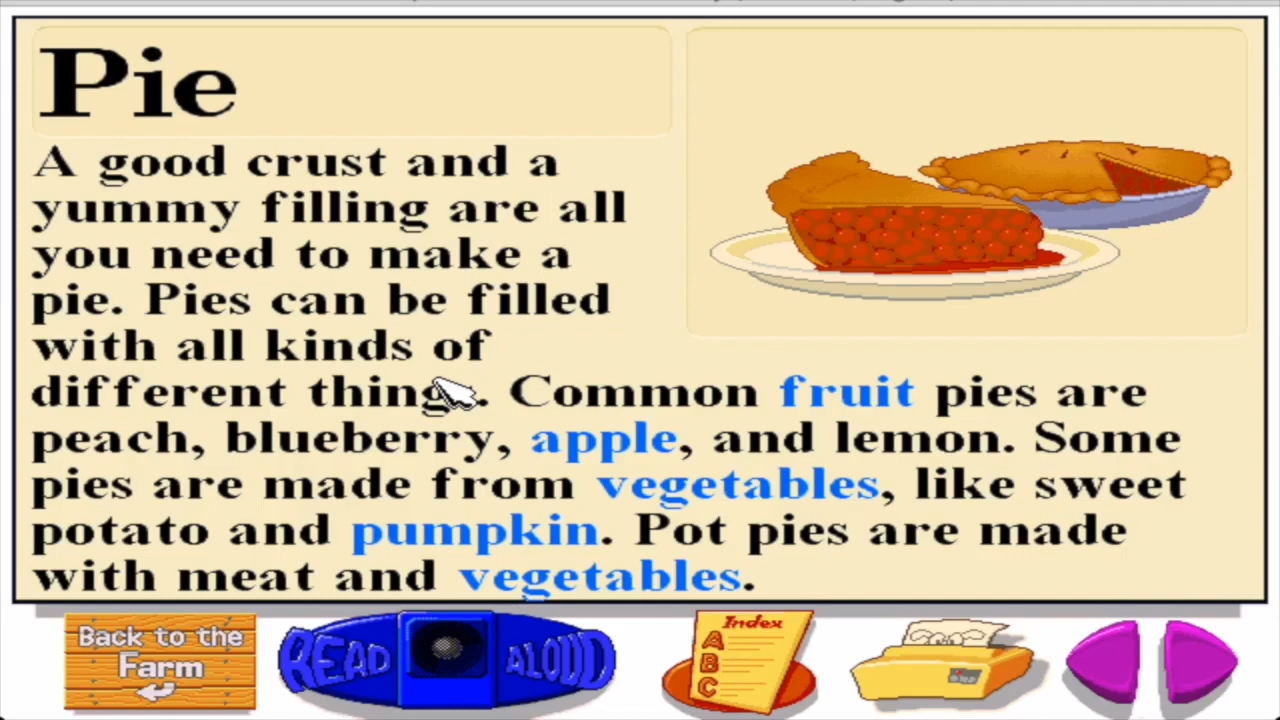 Pie
A good crust and a
yummy filling are all
you need to make a
pie. Pies can be filled
with all kinds of
different things. Common fruit pies are
peach, blueberry, apple, and lemon. Some
pies are made from vegetables, like sweet
potato and pumpkin. Pot pies are made
with meat and vegetables.
Back to the
Farm
READ ALOUD
Index
A
B
C